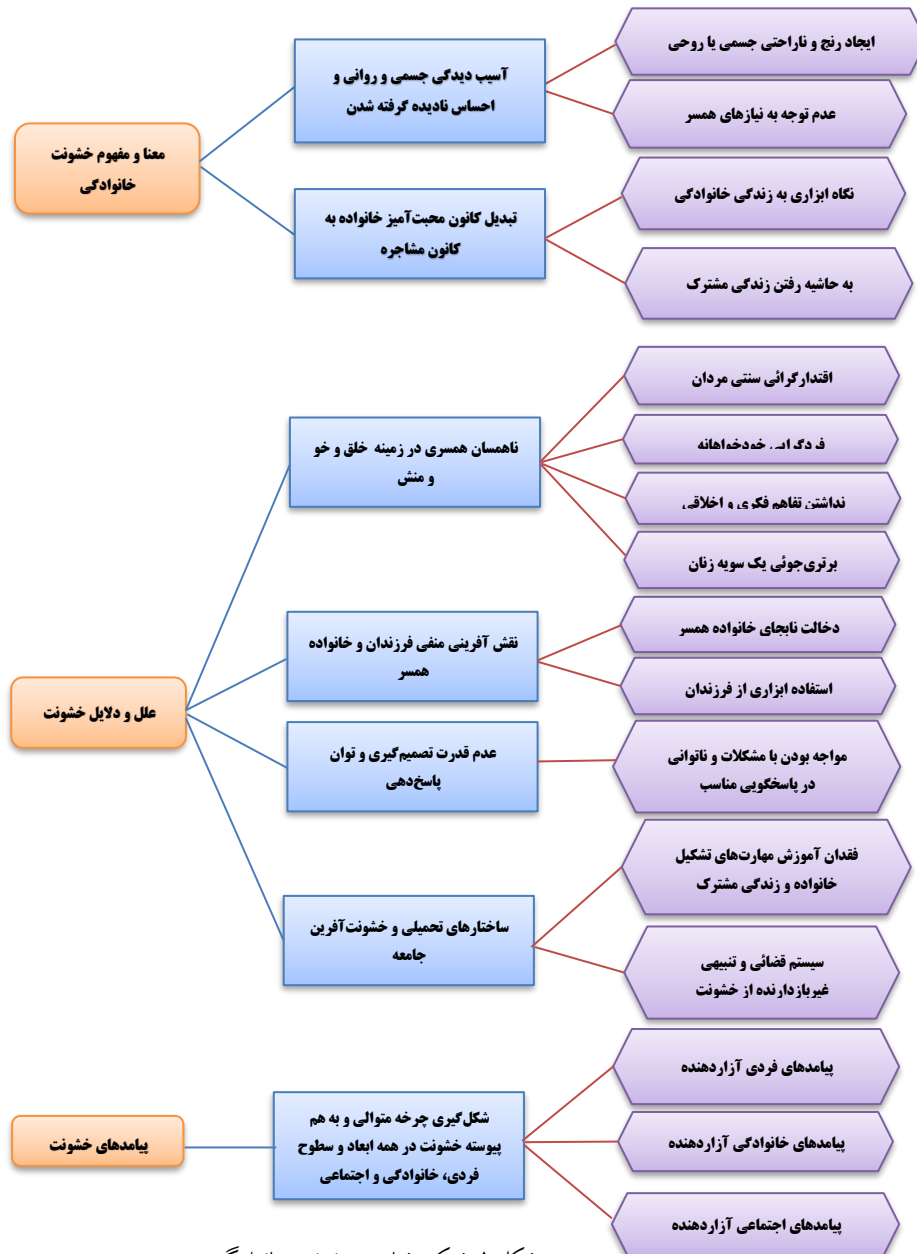 معنا و مفهوم خشونت
خانوادگی
آسیب دیدگی جسمی و روانی و
احساس نادیده گرفته شدن
ایجاد رنج و ناراحتی جسمی یا روحی
عدم توجه به نیازهای همسر
تبدیل کانون محبت‌آمیز خانواده به
کانون مشاجره
نگاه ابزاری به زندگی خانوادگی
به حاشیه رفتن زندگی مشترک
علل و دلایل خشونت
ناهمسان همسری در زمینه خلق و خو
و منش
اقتدارگرائی سنتی مردان
فردگرایی خودخواهانه
نداشتن تفاهم فکری و اخلاقی
برتری‌جوئی یک سویه زنان
نقش آفرینی منفی فرزندان و خانواده
همسر
دخالت نابجای خانواده همسر
استفاده ابزاری از فرزندان
عدم قدرت تصمیم‌گیری و توان
پاسخ‌دهی
مواجه بودن با مشکلات و ناتوانی
در پاسخگویی مناسب
ساختارهای تحمیلی و خشونت‌آفرین
جامعه
فقدان آموزش مهارت‌های تشکیل
خانواده و زندگی مشترک
سیستم قضائی و تنبیهی
غیربازدارنده از خشونت
پیامدهای خشونت
شکل‌گیری چرخه متوالی و به هم
پیوسته خشونت در همه ابعاد و سطوح
فردی، خانوادگی و اجتماعی
پیامدهای فردی آزاردهنده
پیامدهای خانوادگی آزاردهنده
پیامدهای اجتماعی آزاردهنده